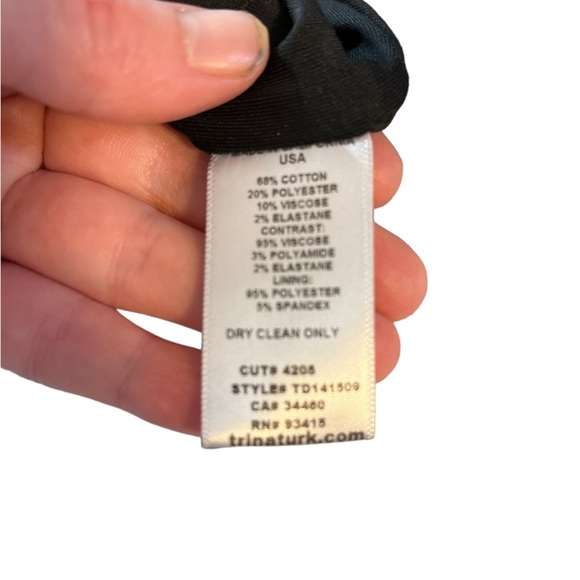 USA
68% COTTON
20% POLYESTER
10% VISCOSE
2% ELASTANE
CONTRAST:
95% VISCOSE
3% POLYAMIDE
2% ELASTANE
LINING:
95% POLYESTER
5% SPANDEX
DRY CLEAN ONLY
CUT# 4205
STYLE# TD141509
CA# 34460
RN# 93415
trinaturk.com